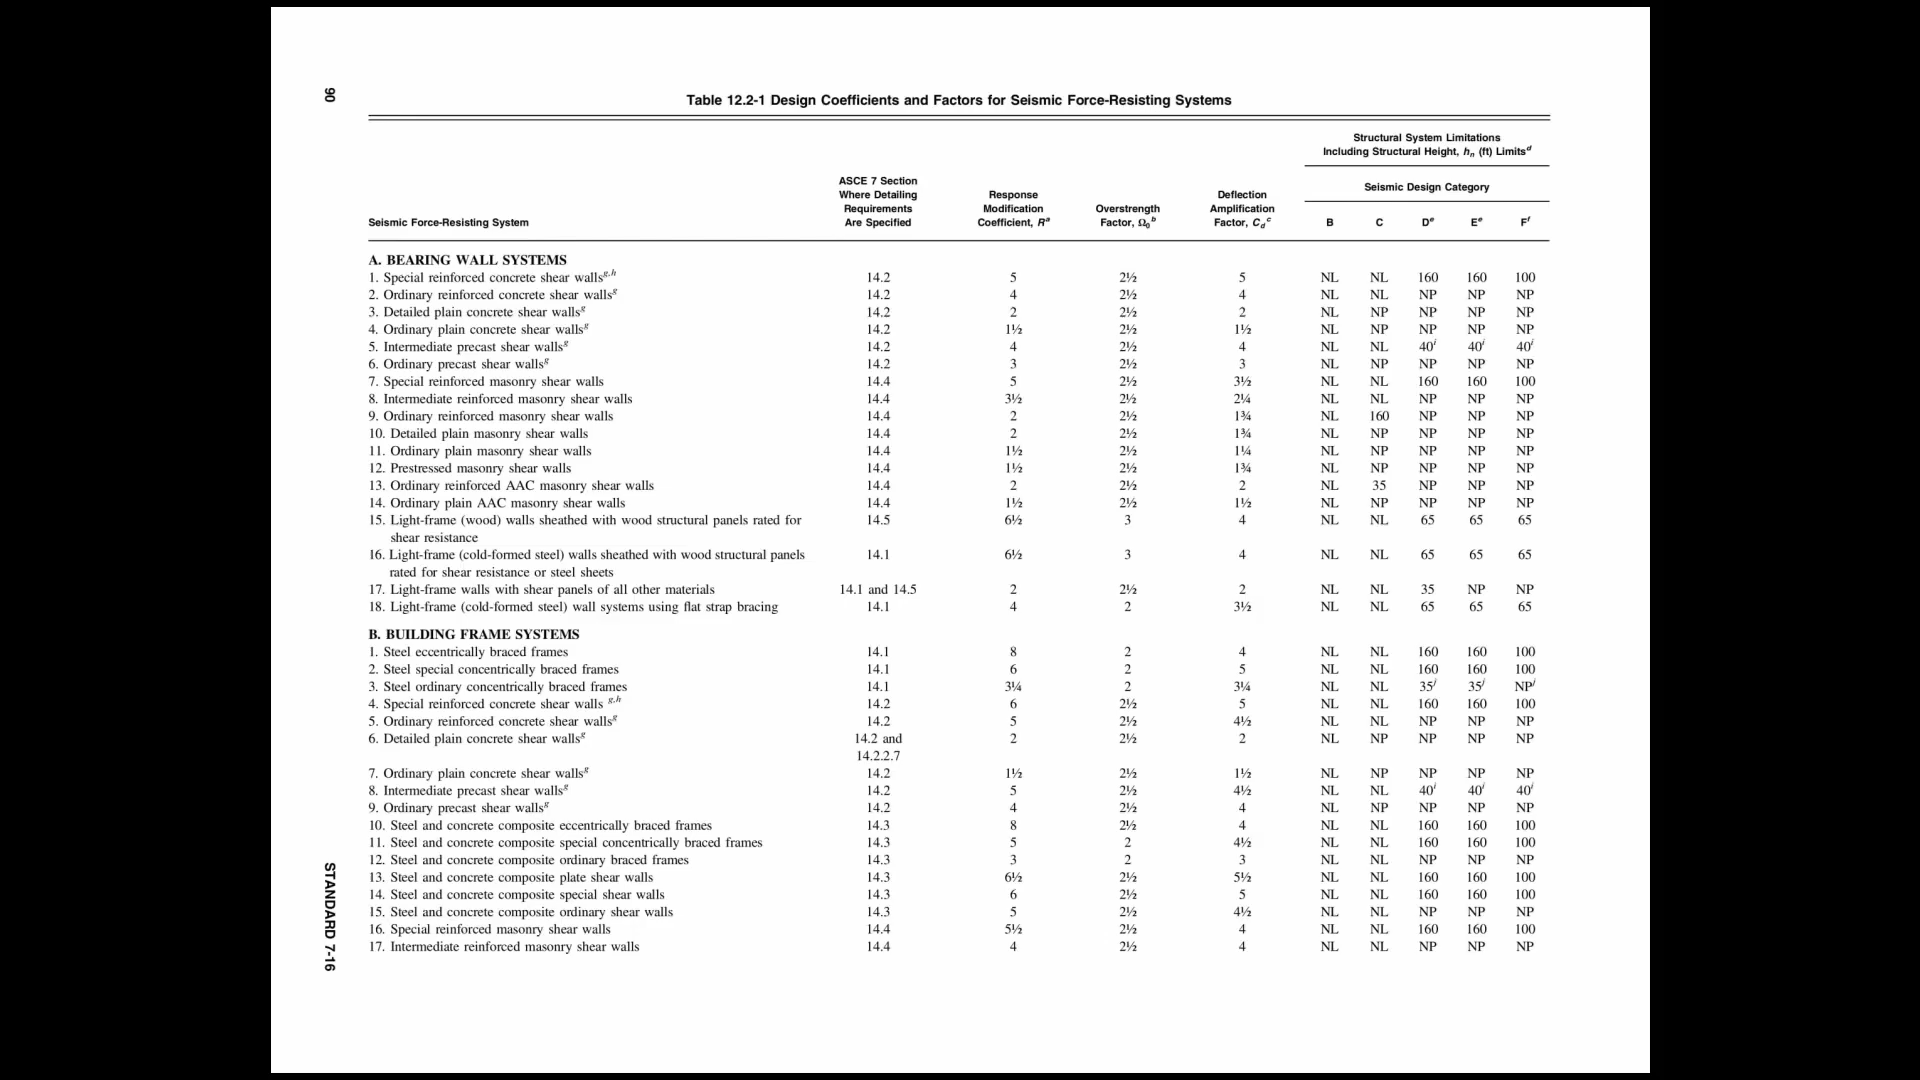 90
Table 12.2-1 Design Coefficients and Factors for Seismic Force-Resisting Systems
Structural System Limitations
Including Structural Height, hn (ft) Limits^d
ASCE 7 Section
Where Detailing
Requirements
Are Specified
Response
Modification
Coefficient, R^a
Overstrength
Factor, Ω0^b
Deflection
Amplification
Factor, Cd^c
Seismic Design Category
Seismic Force-Resisting System
B C D^e E^e F^f
A. BEARING WALL SYSTEMS
1. Special reinforced concrete shear walls^g,h 14.2 5 2½ 5 NL NL 160 160 100
2. Ordinary reinforced concrete shear walls^g 14.2 4 2½ 4 NL NL NP NP NP
3. Detailed plain concrete shear walls^g 14.2 2 2½ 2 NL NP NP NP NP
4. Ordinary plain concrete shear walls^g 14.2 1½ 2½ 1½ NL NP NP NP NP
5. Intermediate precast shear walls^g 14.2 4 2½ 4 NL NL 40^i 40^i 40^i
6. Ordinary precast shear walls^g 14.2 3 2½ 3 NL NP NP NP NP
7. Special reinforced masonry shear walls 14.4 5 2½ 3½ NL NL 160 160 100
8. Intermediate reinforced masonry shear walls 14.4 3½ 2½ 2¼ NL NL NP NP NP
9. Ordinary reinforced masonry shear walls 14.4 2 2½ 1¾ NL 160 NP NP NP
10. Detailed plain masonry shear walls 14.4 2 2½ 1¾ NL NP NP NP NP
11. Ordinary plain masonry shear walls 14.4 1½ 2½ 1¼ NL NP NP NP NP
12. Prestressed masonry shear walls 14.4 1½ 2½ 1¾ NL NP NP NP NP
13. Ordinary reinforced AAC masonry shear walls 14.4 2 2½ 2 NL 35 NP NP NP
14. Ordinary plain AAC masonry shear walls 14.4 1½ 2½ 1½ NL NP NP NP NP
15. Light-frame (wood) walls sheathed with wood structural panels rated for 14.5 6½ 3 4 NL NL 65 65 65
shear resistance
16. Light-frame (cold-formed steel) walls sheathed with wood structural panels 14.1 6½ 3 4 NL NL 65 65 65
rated for shear resistance or steel sheets
17. Light-frame walls with shear panels of all other materials 14.1 and 14.5 2 2½ 2 NL NL 35 NP NP
18. Light-frame (cold-formed steel) wall systems using flat strap bracing 14.1 4 2 3½ NL NL 65 65 65
B. BUILDING FRAME SYSTEMS
1. Steel eccentrically braced frames 14.1 8 2 4 NL NL 160 160 100
2. Steel special concentrically braced frames 14.1 6 2 5 NL NL 160 160 100
3. Steel ordinary concentrically braced frames 14.1 3¼ 2 3¼ NL NL 35^j 35^j NP^j
4. Special reinforced concrete shear walls ^g,h 14.2 6 2½ 5 NL NL 160 160 100
5. Ordinary reinforced concrete shear walls^g 14.2 5 2½ 4½ NL NL NP NP NP
6. Detailed plain concrete shear walls^g 14.2 and 2 2½ 2 NL NP NP NP NP
14.2.2.7
7. Ordinary plain concrete shear walls^g 14.2 1½ 2½ 1½ NL NP NP NP NP
8. Intermediate precast shear walls^g 14.2 5 2½ 4½ NL NL 40^i 40^i 40^i
9. Ordinary precast shear walls^g 14.2 4 2½ 4 NL NP NP NP NP
10. Steel and concrete composite eccentrically braced frames 14.3 8 2½ 4 NL NL 160 160 100
11. Steel and concrete composite special concentrically braced frames 14.3 5 2 4½ NL NL 160 160 100
12. Steel and concrete composite ordinary braced frames 14.3 3 2 3 NL NL NP NP NP
13. Steel and concrete composite plate shear walls 14.3 6½ 2½ 5½ NL NL 160 160 100
14. Steel and concrete composite special shear walls 14.3 6 2½ 5 NL NL 160 160 100
15. Steel and concrete composite ordinary shear walls 14.3 5 2½ 4½ NL NL NP NP NP
16. Special reinforced masonry shear walls 14.4 5½ 2½ 4 NL NL 160 160 100
17. Intermediate reinforced masonry shear walls 14.4 4 2½ 4 NL NL NP NP NP
STANDARD 7-16